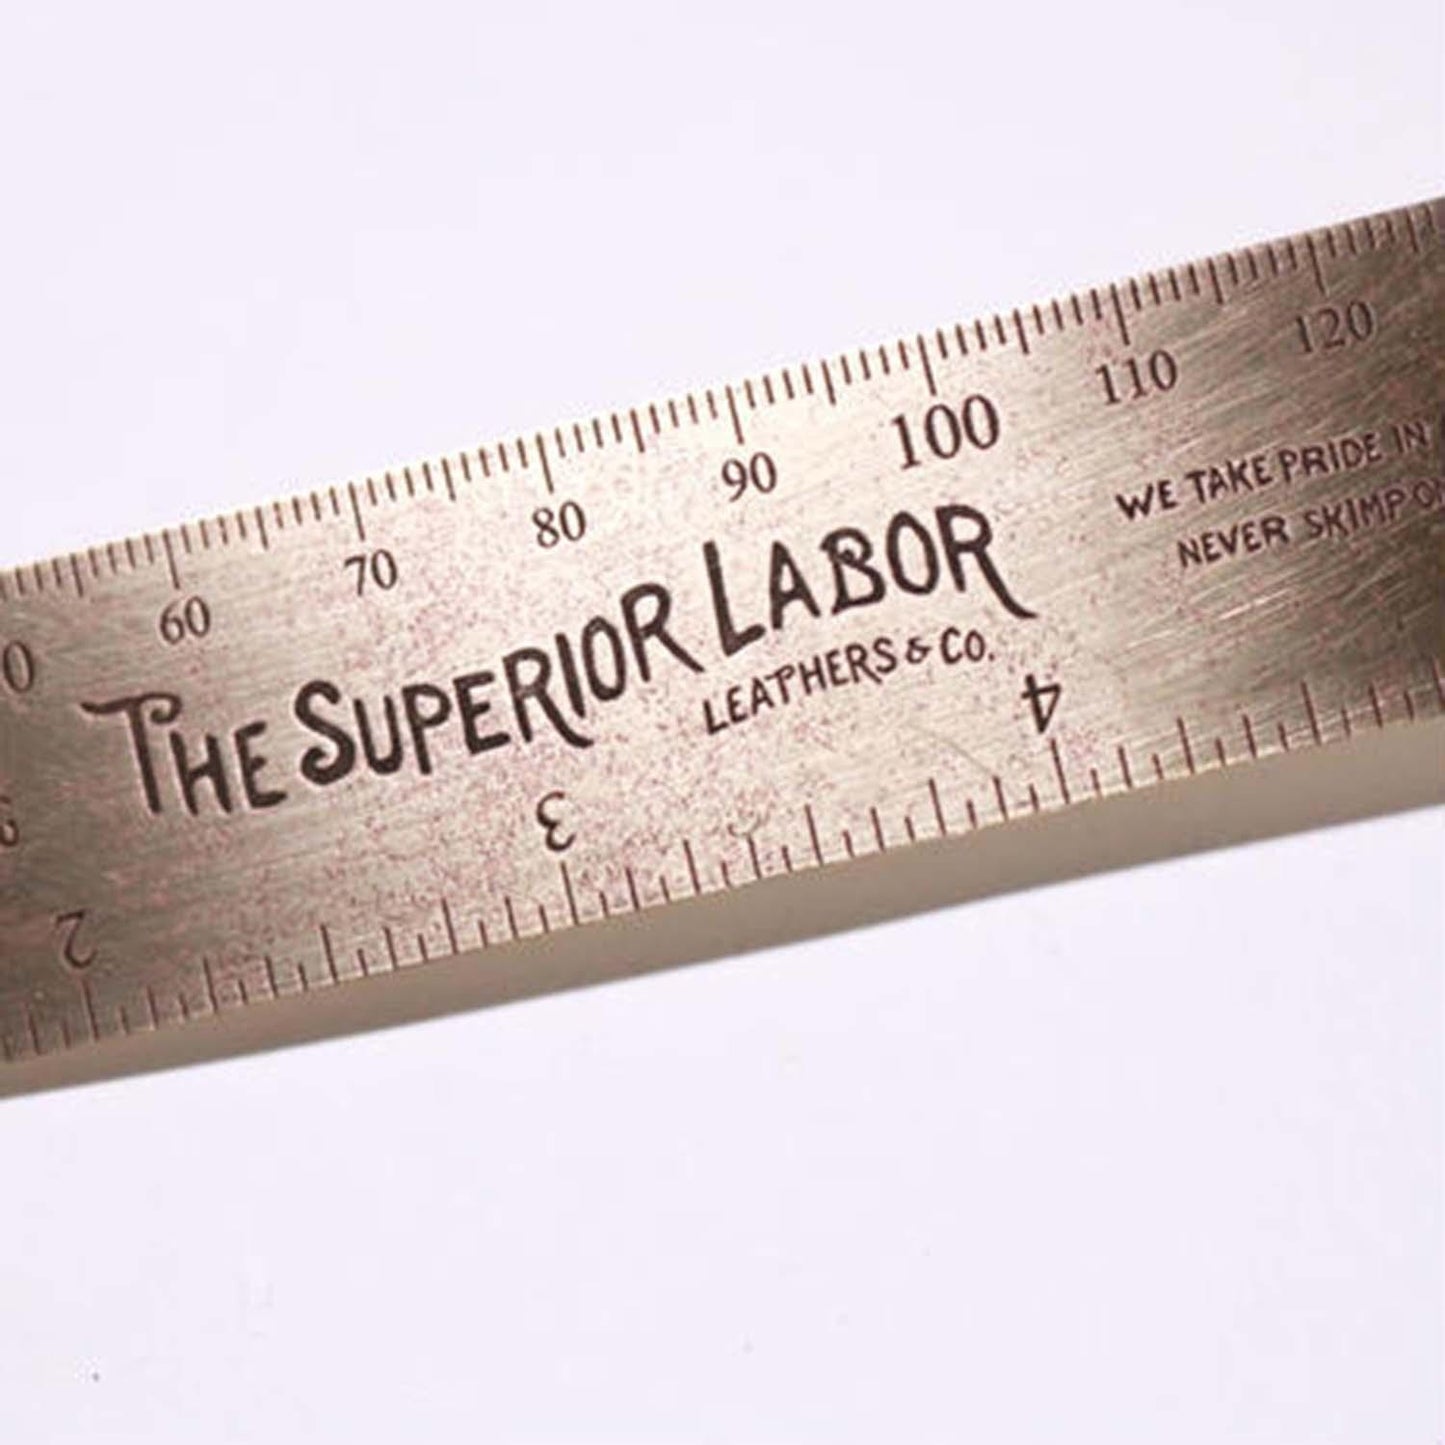 60 70 80 90 100 110 120
THE SUPERIOR LABOR
LEATHERS & CO.
WE TAKE PRIDE IN
NEVER SKIMP
2 3 4